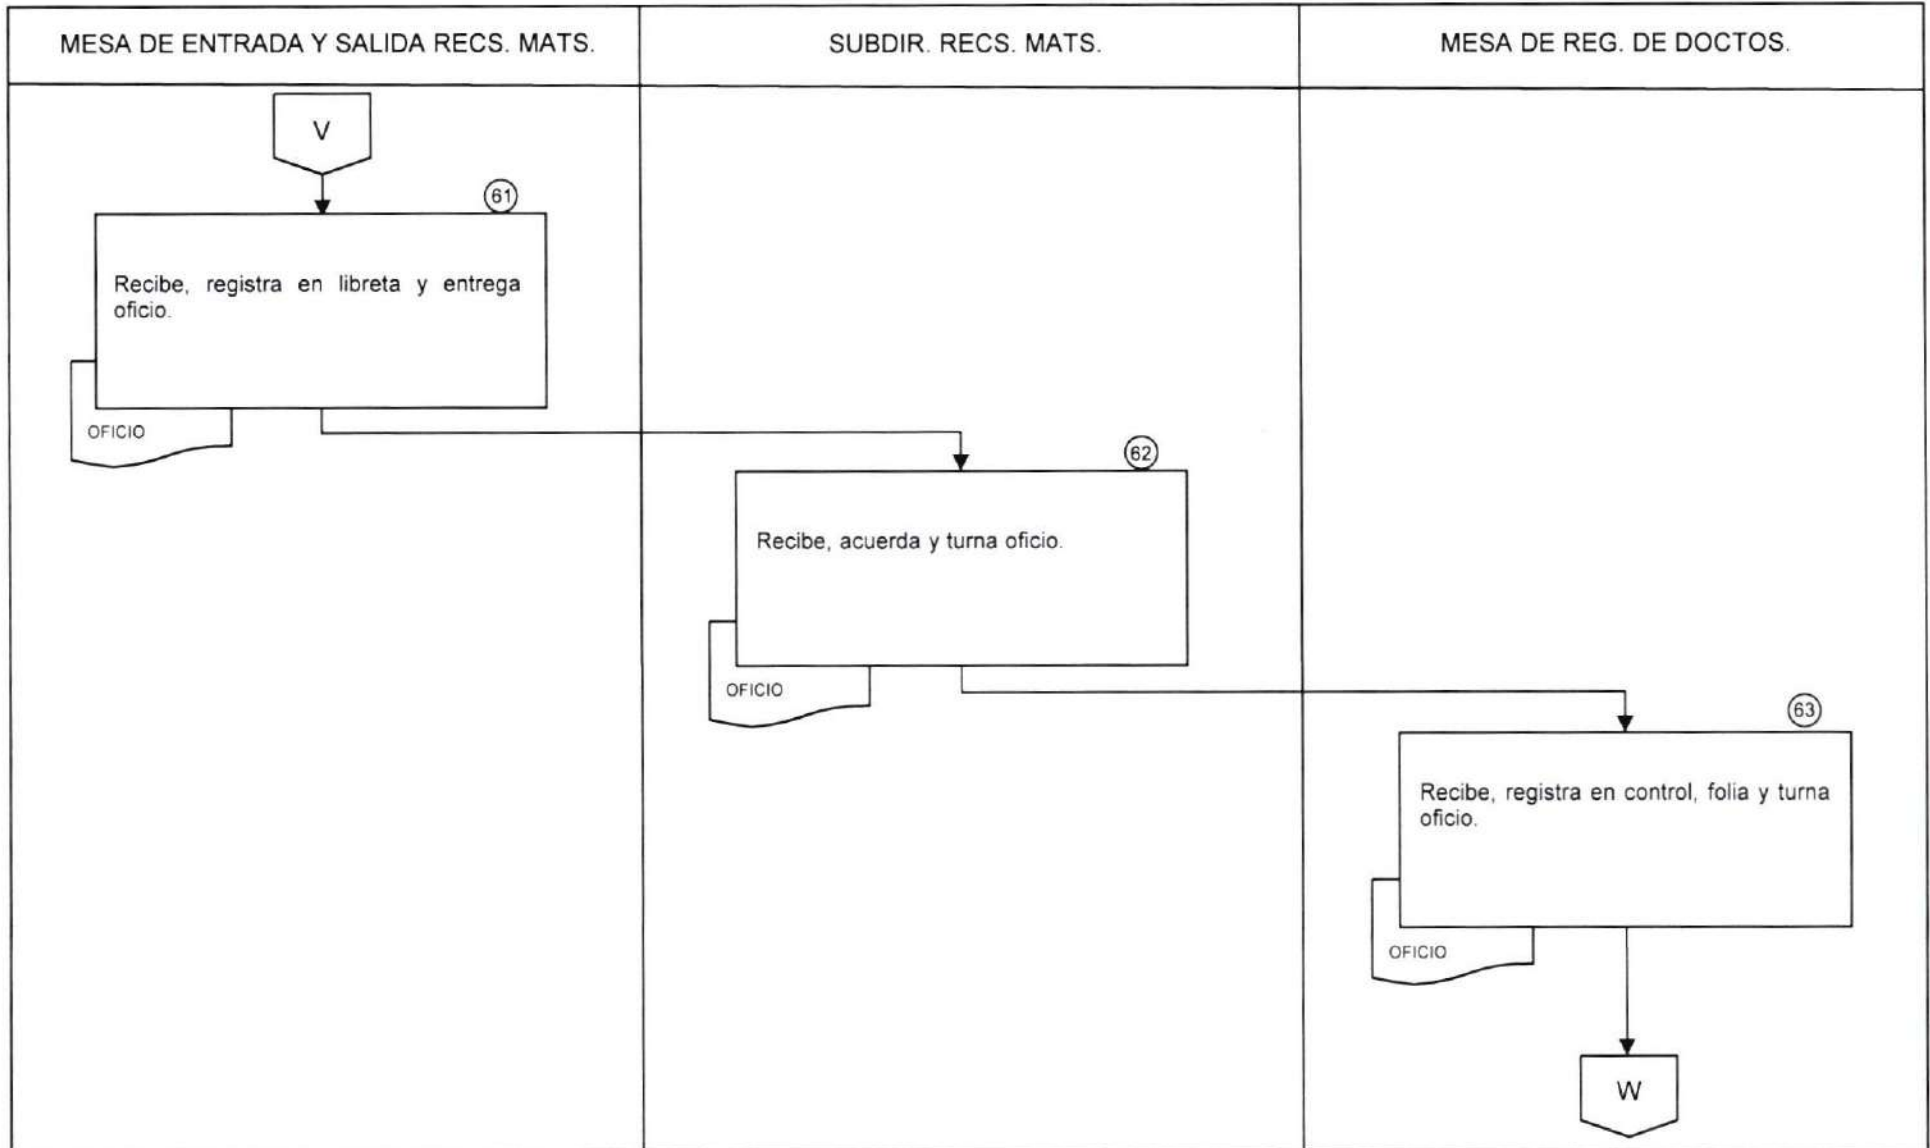 MESA DE ENTRADA Y SALIDA RECS. MATS.
SUBDIR. RECS. MATS.
MESA DE REG. DE DOCTOS.
V
61
Recibe, registra en libreta y entrega
oficio.
OFICIO
62
Recibe, acuerda y turna oficio.
OFICIO
63
Recibe, registra en control, folia y turna
oficio.
OFICIO
W